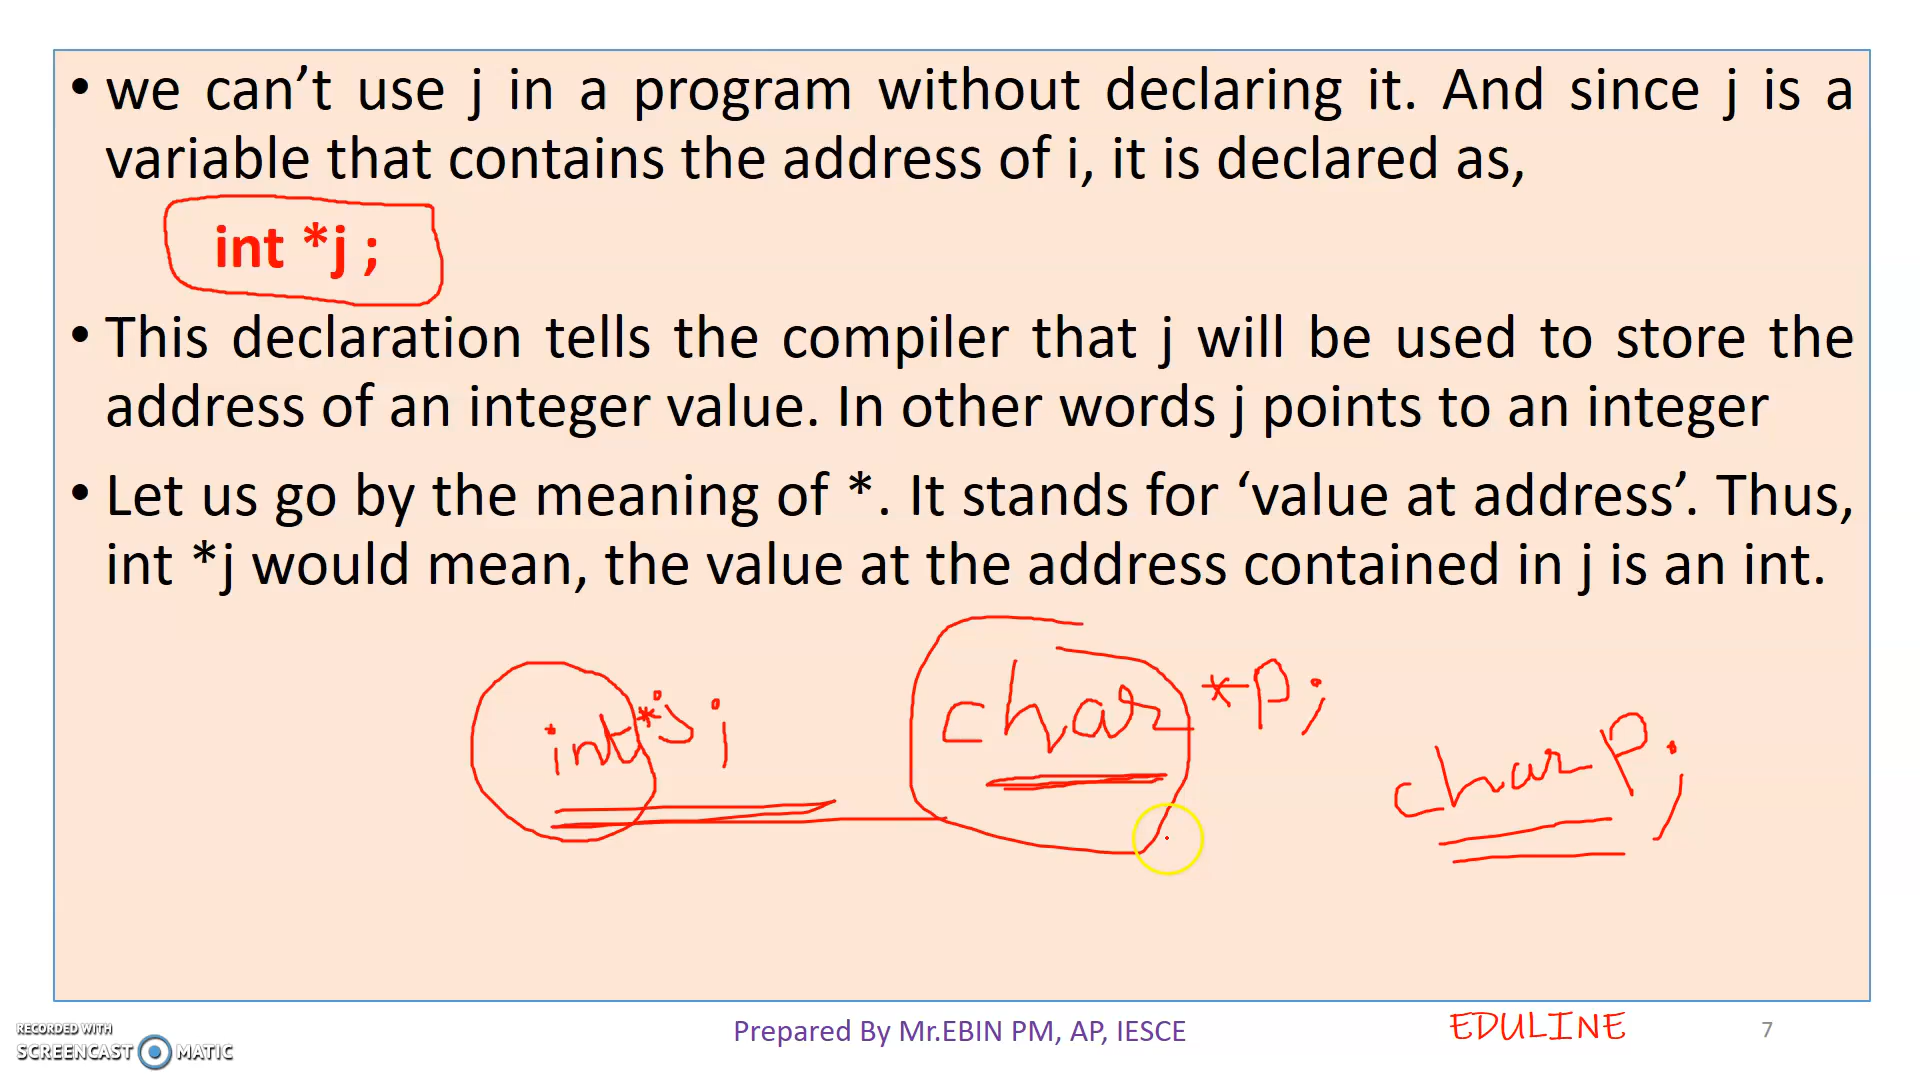 • we can’t use j in a program without declaring it. And since j is a
variable that contains the address of i, it is declared as,
int *j ;
• This declaration tells the compiler that j will be used to store the
address of an integer value. In other words j points to an integer
• Let us go by the meaning of *. It stands for ‘value at address’. Thus,
int *j would mean, the value at the address contained in j is an int.
int *j ;
char *P ;
char P ;
RECORDED WITH
SCREENCAST MATIC
Prepared By Mr.EBIN PM, AP, IESCE
EDULINE
7